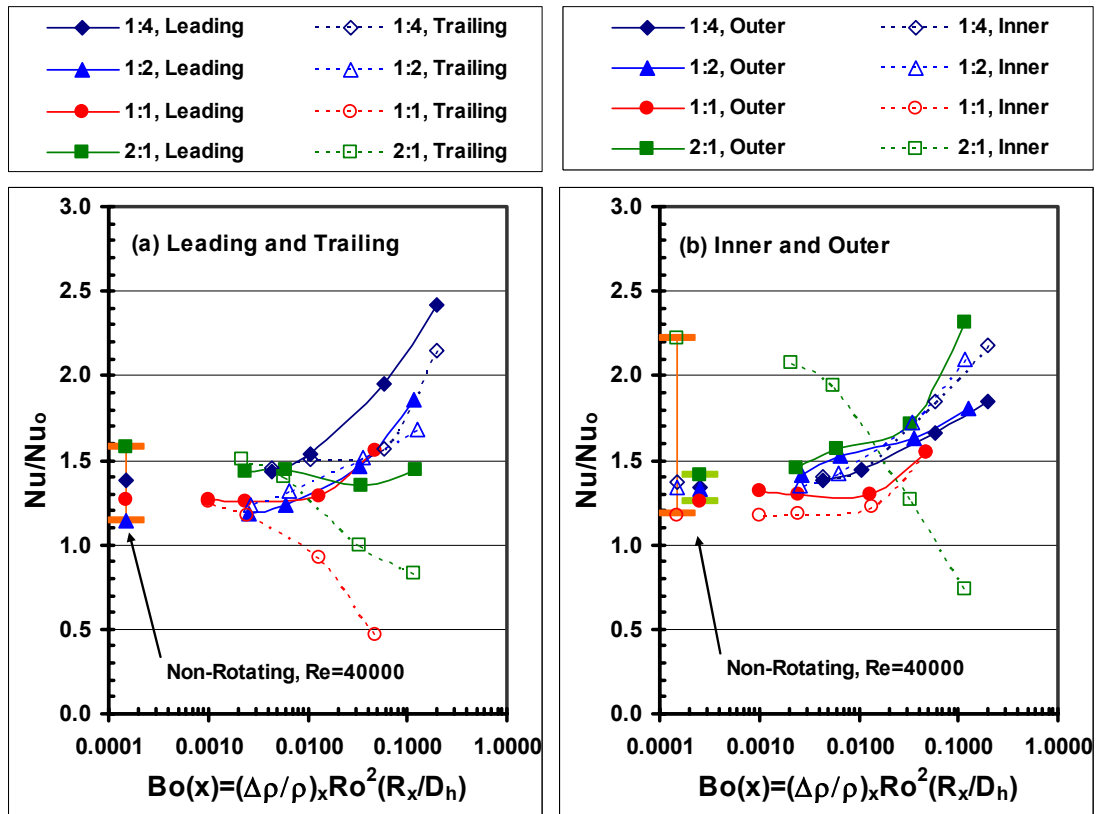 1:4, Leading 1:4, Trailing
1:2, Leading 1:2, Trailing
1:1, Leading 1:1, Trailing
2:1, Leading 2:1, Trailing
1:4, Outer 1:4, Inner
1:2, Outer 1:2, Inner
1:1, Outer 1:1, Inner
2:1, Outer 2:1, Inner
3.0
2.5
2.0
1.5
1.0
0.5
0.0
Nu/Nuo
(a) Leading and Trailing
Non-Rotating, Re=40000
0.0001 0.0010 0.0100 0.1000 1.0000
Bo(x)=(Δρ/ρ)xRo²(Rx/Dh)
3.0
2.5
2.0
1.5
1.0
0.5
0.0
Nu/Nuo
(b) Inner and Outer
Non-Rotating, Re=40000
0.0001 0.0010 0.0100 0.1000 1.0000
Bo(x)=(Δρ/ρ)xRo²(Rx/Dh)